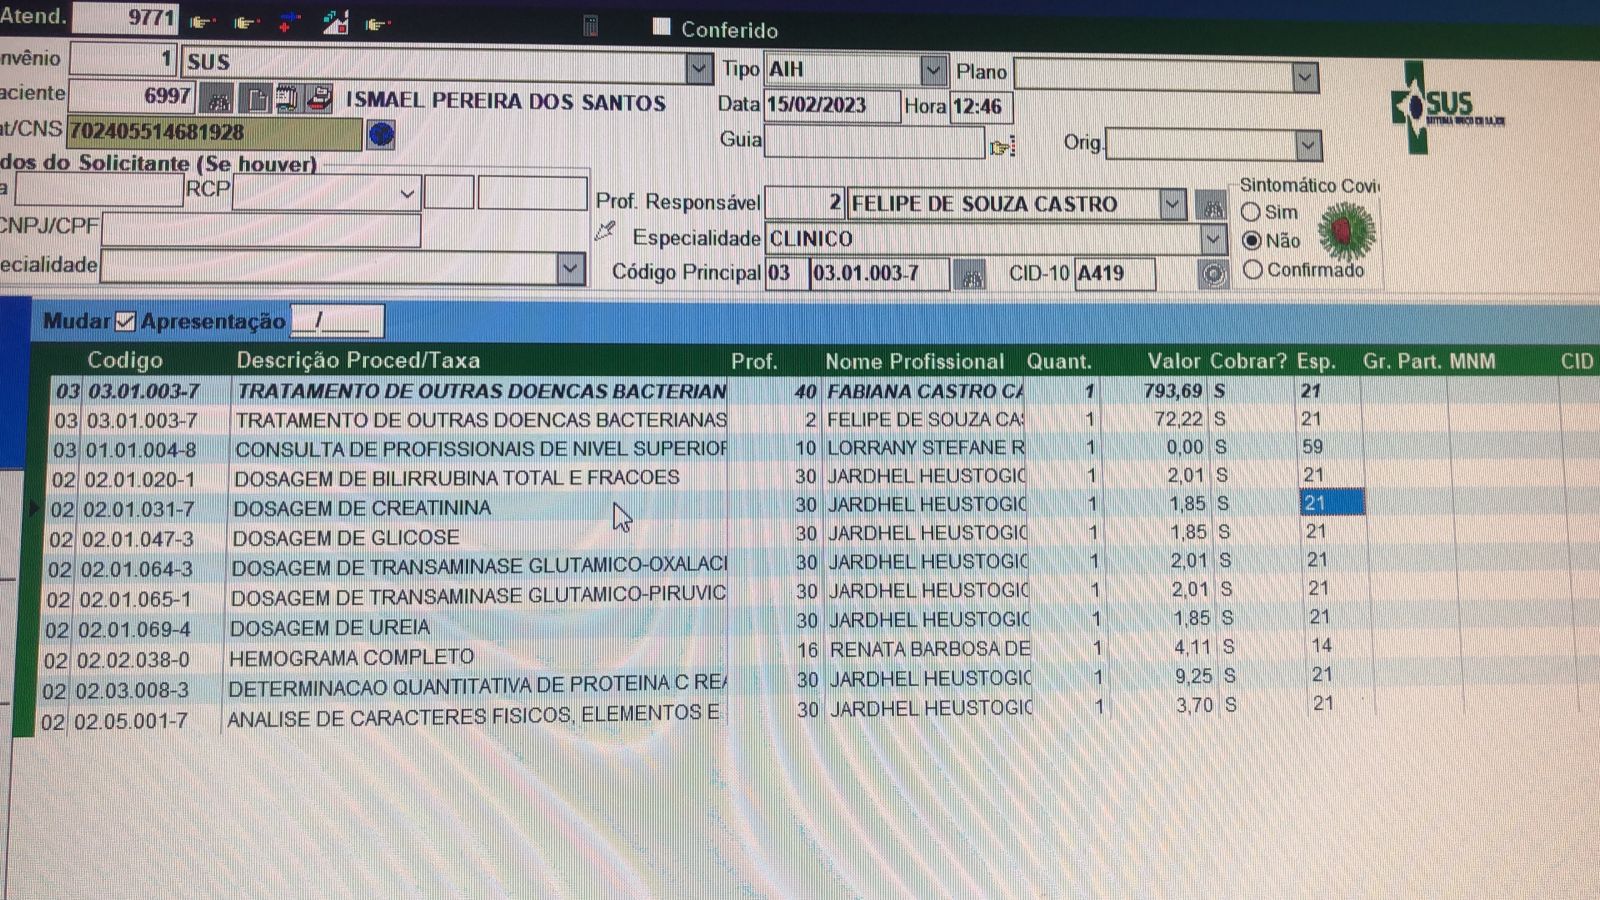 Atend. 9771 Conferido
nvênio 1 SUS Tipo AIH Plano
aciente 6997 ISMAEL PEREIRA DOS SANTOS Data 15/02/2023 Hora 12:46
at/CNS 702405514681928 Guia Orig.
SUS
dos do Solicitante (Se houver)
a RCP
CNPJ/CPF
ecialidade
Prof. Responsável 2 FELIPE DE SOUZA CASTRO
Especialidade CLINICO
Código Principal 03 03.01.003-7 CID-10 A419
Sintomático Covi
Sim
Não
Confirmado
Mudar Apresentação __/____
Codigo Descrição Proced/Taxa Prof. Nome Profissional Quant. Valor Cobrar? Esp. Gr. Part. MNM CID
03 03.01.003-7 TRATAMENTO DE OUTRAS DOENCAS BACTERIAN 40 FABIANA CASTRO CA 1 793,69 S 21
03 03.01.003-7 TRATAMENTO DE OUTRAS DOENCAS BACTERIANAS 2 FELIPE DE SOUZA CAS 1 72,22 S 21
03 01.01.004-8 CONSULTA DE PROFISSIONAIS DE NIVEL SUPERIOR 10 LORRANY STEFANE R 1 0,00 S 59
02 02.01.020-1 DOSAGEM DE BILIRRUBINA TOTAL E FRACOES 30 JARDHEL HEUSTOGIO 1 2,01 S 21
02 02.01.031-7 DOSAGEM DE CREATININA 30 JARDHEL HEUSTOGIO 1 1,85 S 21
02 02.01.047-3 DOSAGEM DE GLICOSE 30 JARDHEL HEUSTOGIO 1 1,85 S 21
02 02.01.064-3 DOSAGEM DE TRANSAMINASE GLUTAMICO-OXALACI 30 JARDHEL HEUSTOGIO 1 2,01 S 21
02 02.01.065-1 DOSAGEM DE TRANSAMINASE GLUTAMICO-PIRUVIC 30 JARDHEL HEUSTOGIO 1 2,01 S 21
02 02.01.069-4 DOSAGEM DE UREIA 30 JARDHEL HEUSTOGIO 1 1,85 S 21
02 02.02.038-0 HEMOGRAMA COMPLETO 16 RENATA BARBOSA DE 1 4,11 S 14
02 02.03.008-3 DETERMINACAO QUANTITATIVA DE PROTEINA C REA 30 JARDHEL HEUSTOGIO 1 9,25 S 21
02 02.05.001-7 ANALISE DE CARACTERES FISICOS, ELEMENTOS E 30 JARDHEL HEUSTOGIO 1 3,70 S 21